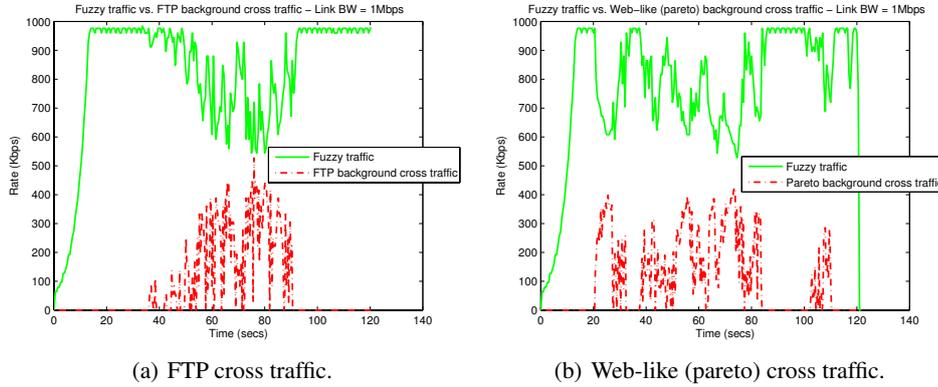 Fuzzy traffic vs. FTP background cross traffic – Link BW = 1Mbps
1000
900
800
700
600
500
400
300
200
100
0
Rate (Kbps)
Fuzzy traffic
FTP background cross traffic
0 20 40 60 80 100 120 140
Time (secs)
(a) FTP cross traffic.
Fuzzy traffic vs. Web-like (pareto) background cross traffic – Link BW = 1Mbps
1000
900
800
700
600
500
400
300
200
100
0
Rate (Kbps)
Fuzzy traffic
Pareto background cross traffic
0 20 40 60 80 100 120 140
Time (secs)
(b) Web-like (pareto) cross traffic.